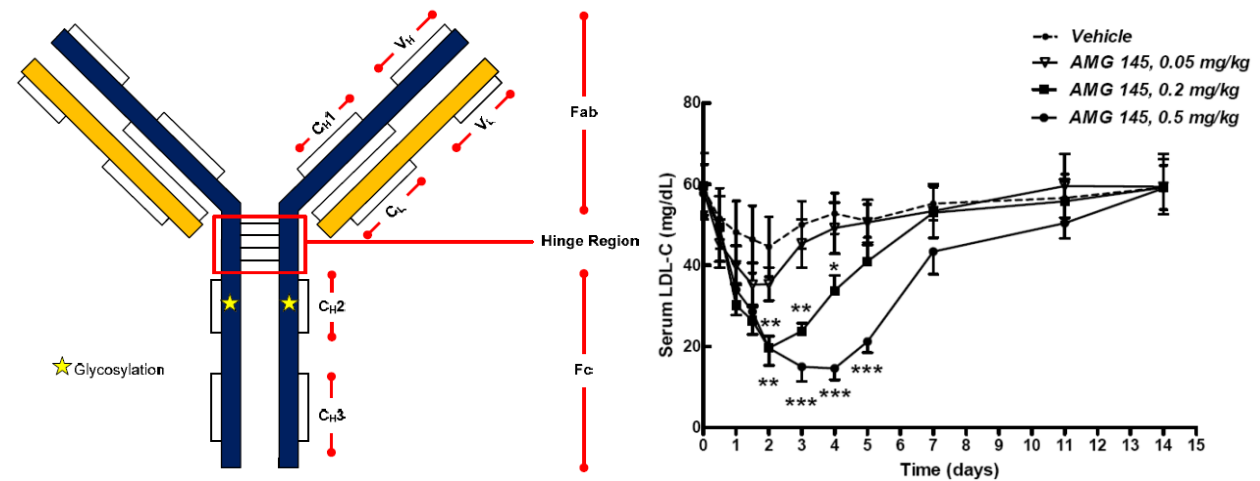 VH
CH1
VL
CL
Fab
Hinge Region
CH2
Glycosylation
Fc
CH3
Vehicle
AMG 145, 0.05 mg/kg
AMG 145, 0.2 mg/kg
AMG 145, 0.5 mg/kg
Serum LDL-C (mg/dL)
80
60
40
20
0
*
**
**
**
***
***
***
0 1 2 3 4 5 6 7 8 9 10 11 12 13 14 15
Time (days)